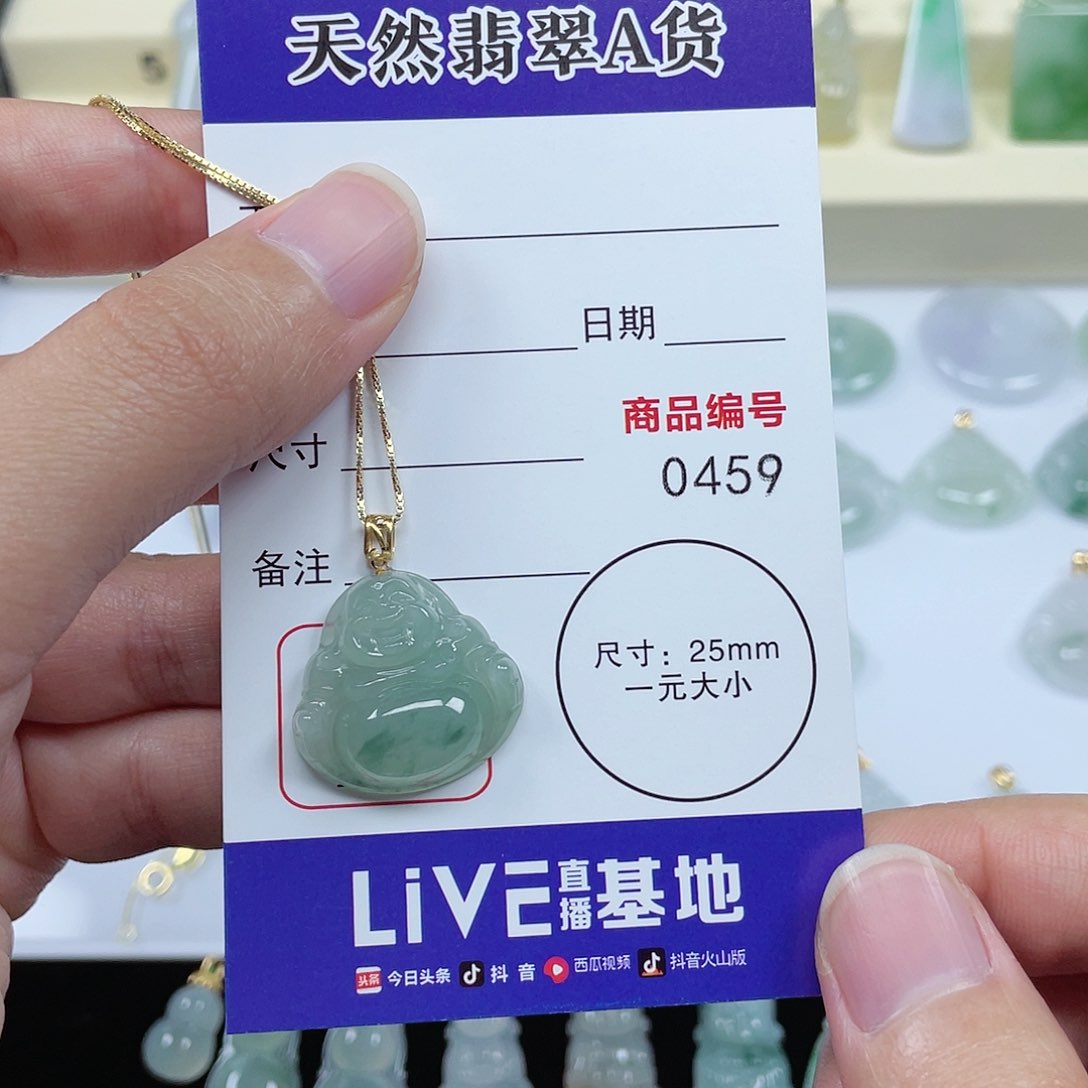 天然翡翠A货
日期
商品编号
尺寸
0459
备注
尺寸：25mm
一元大小
LiVE直播基地
头条 今日头条 抖音 西瓜视频 抖音火山版